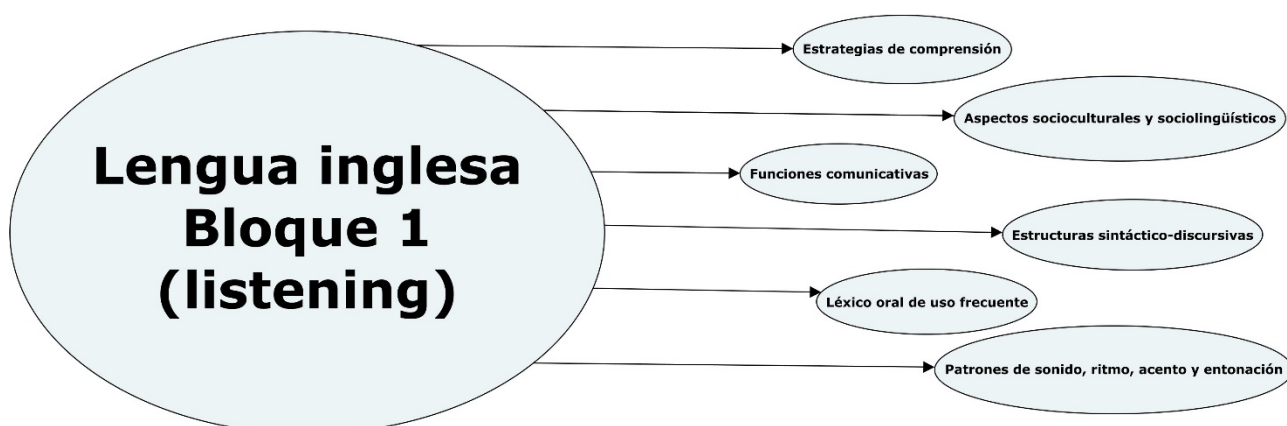 Lengua inglesa
Bloque 1
(listening)
Estrategias de comprensión
Aspectos socioculturales y sociolingüísticos
Funciones comunicativas
Estructuras sintáctico-discursivas
Léxico oral de uso frecuente
Patrones de sonido, ritmo, acento y entonación